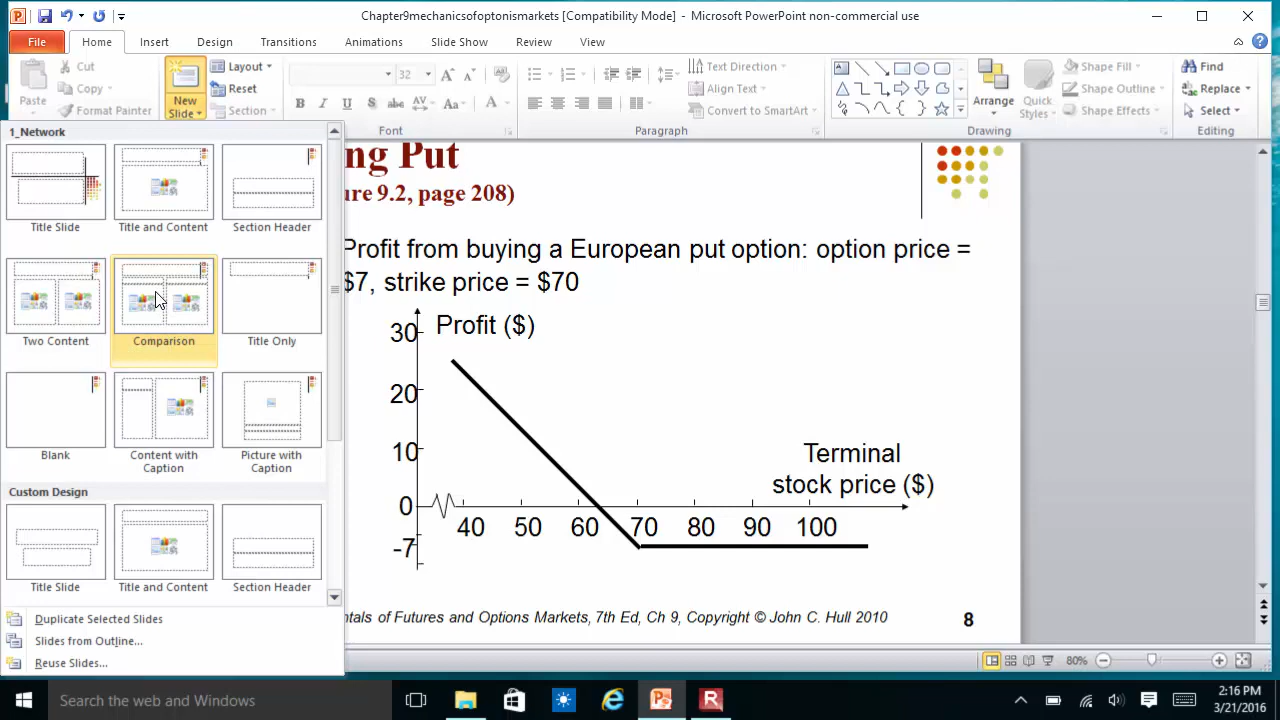 Chapter9mechanicsofoptonismarkets [Compatibility Mode] - Microsoft PowerPoint non-commercial use
File Home Insert Design Transitions Animations Slide Show Review View
Paste
Cut
Copy
Format Painter
New
Slide
Layout
Reset
Section
32
B I U S abc AV Aa A
Font
Text Direction
Align Text
Convert to SmartArt
Paragraph
Arrange
Quick
Styles
Shape Fill
Shape Outline
Shape Effects
Drawing
Find
Replace
Select
Editing
1_Network
Title Slide Title and Content Section Header
Two Content Comparison Title Only
Blank Content with Caption Picture with Caption
Custom Design
Title Slide Title and Content Section Header
Duplicate Selected Slides
Slides from Outline...
Reuse Slides...
ng Put
ure 9.2, page 208)
Profit from buying a European put option: option price =
$7, strike price = $70
30 Profit ($)
20
10
Terminal
stock price ($)
0
40 50 60 70 80 90 100
-7
ntals of Futures and Options Markets, 7th Ed, Ch 9, Copyright © John C. Hull 2010
8
80%
Search the web and Windows
2:16 PM
3/21/2016